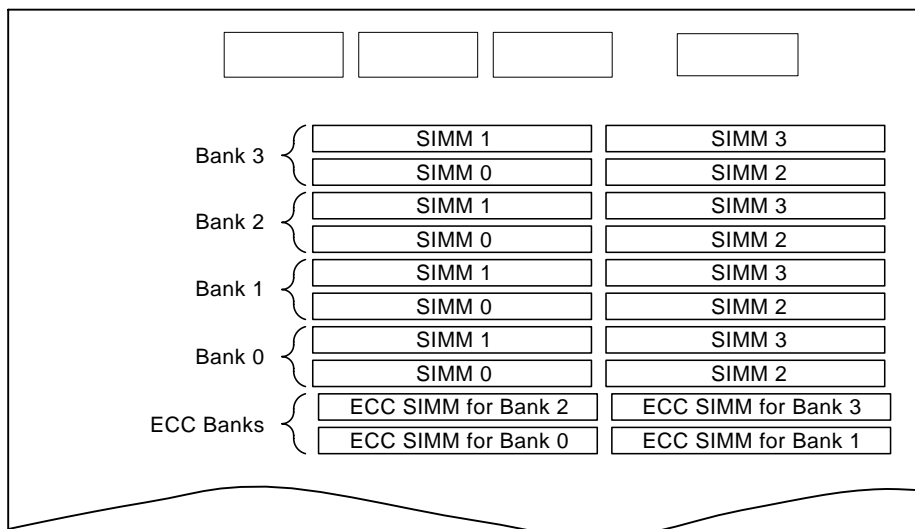 SIMM 1 SIMM 3
Bank 3
SIMM 0 SIMM 2
SIMM 1 SIMM 3
Bank 2
SIMM 0 SIMM 2
SIMM 1 SIMM 3
Bank 1
SIMM 0 SIMM 2
SIMM 1 SIMM 3
Bank 0
SIMM 0 SIMM 2
ECC SIMM for Bank 2 ECC SIMM for Bank 3
ECC Banks
ECC SIMM for Bank 0 ECC SIMM for Bank 1